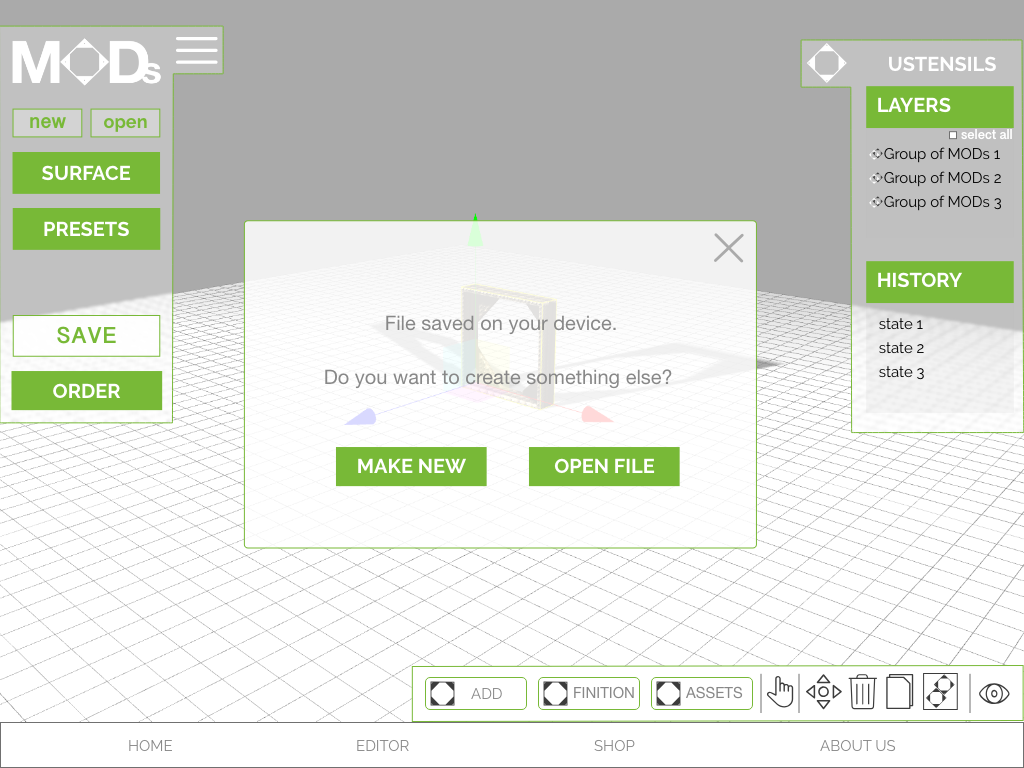 MODs
new open
SURFACE
PRESETS
SAVE
ORDER
USTENSILS
LAYERS
select all
Group of MODs 1
Group of MODs 2
Group of MODs 3
HISTORY
state 1
state 2
state 3
File saved on your device.
Do you want to create something else?
MAKE NEW OPEN FILE
ADD FINITION ASSETS
HOME EDITOR SHOP ABOUT US